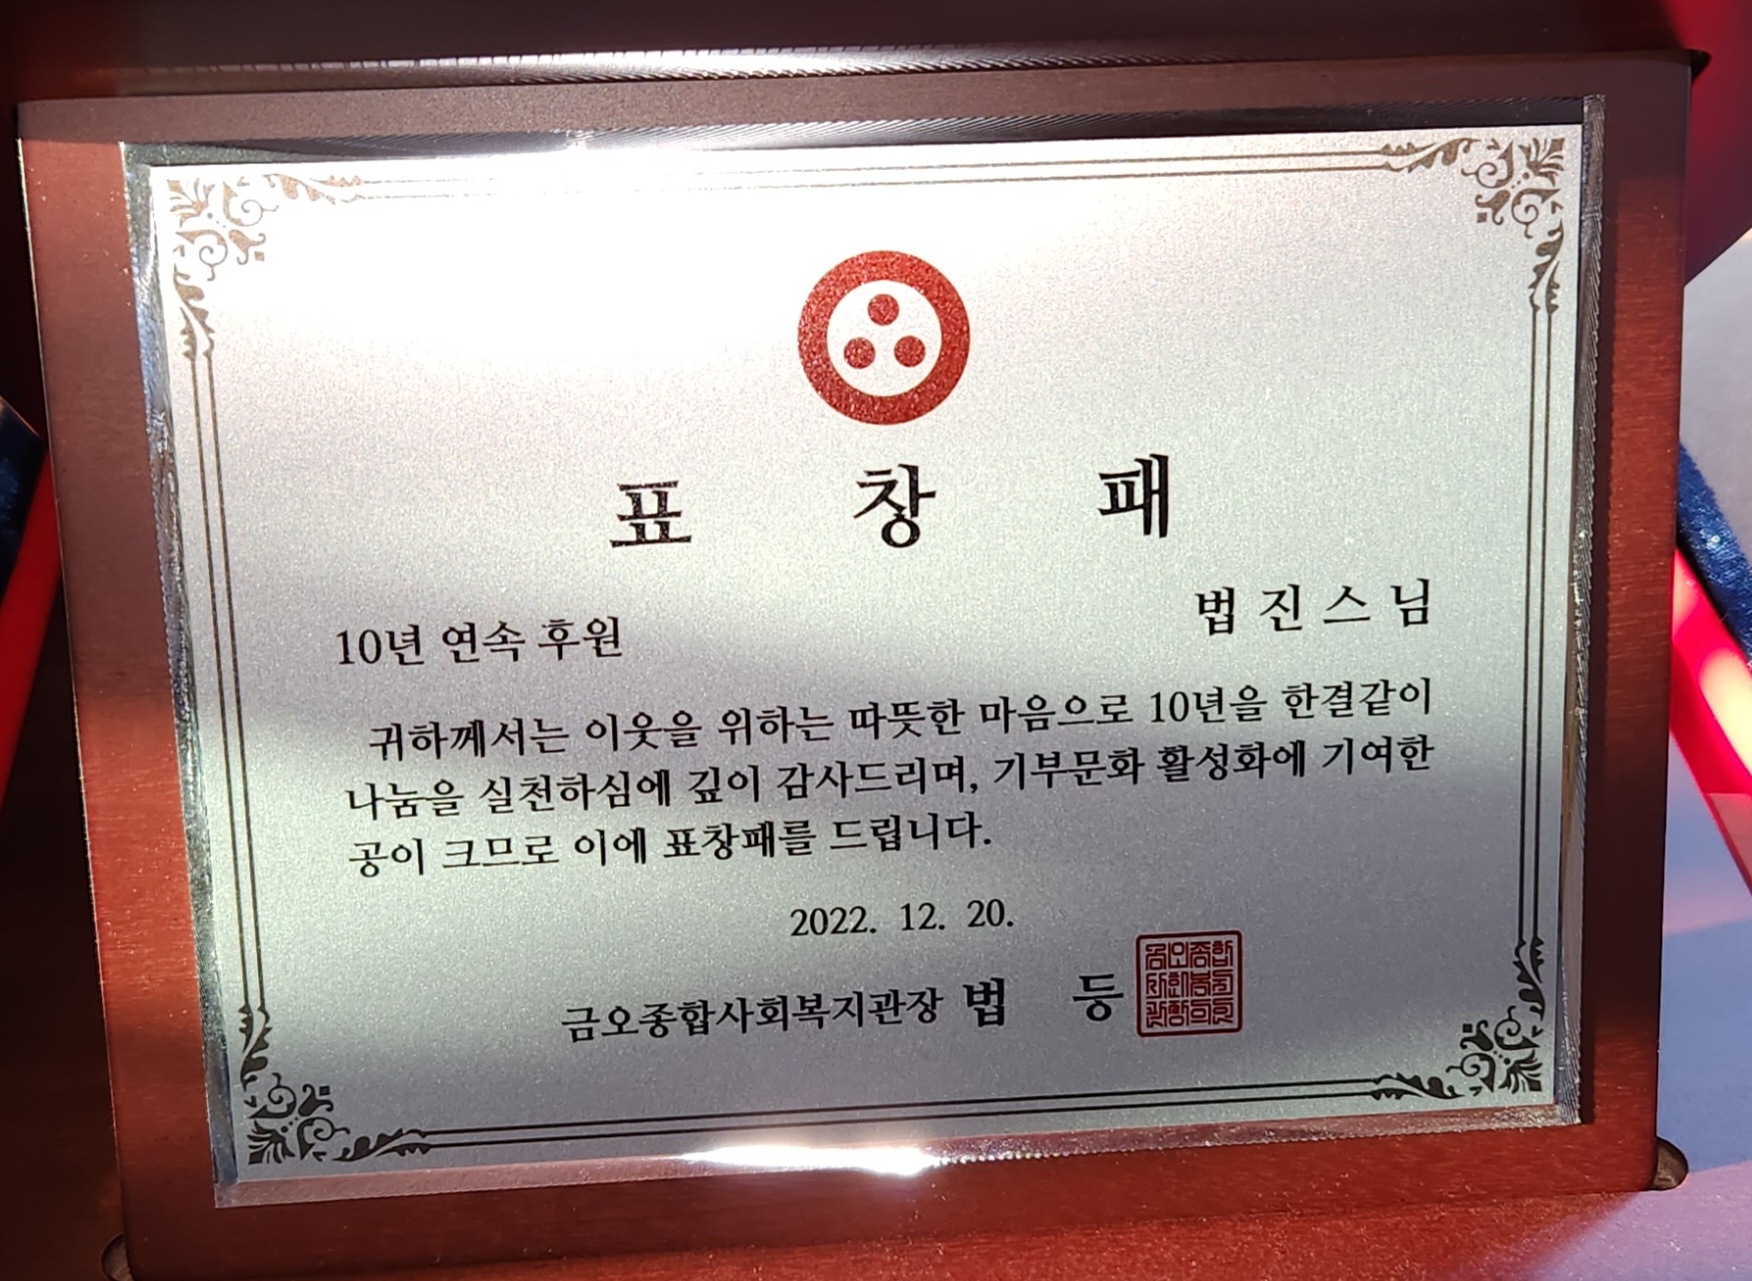 표 창 패
10년 연속 후원
법 진 스 님
귀하께서는 이웃을 위하는 따뜻한 마음으로 10년을 한결같이
나눔을 실천하심에 깊이 감사드리며, 기부문화 활성화에 기여한
공이 크므로 이에 표창패를 드립니다.
2022. 12. 20.
금오종합사회복지관장 법 등